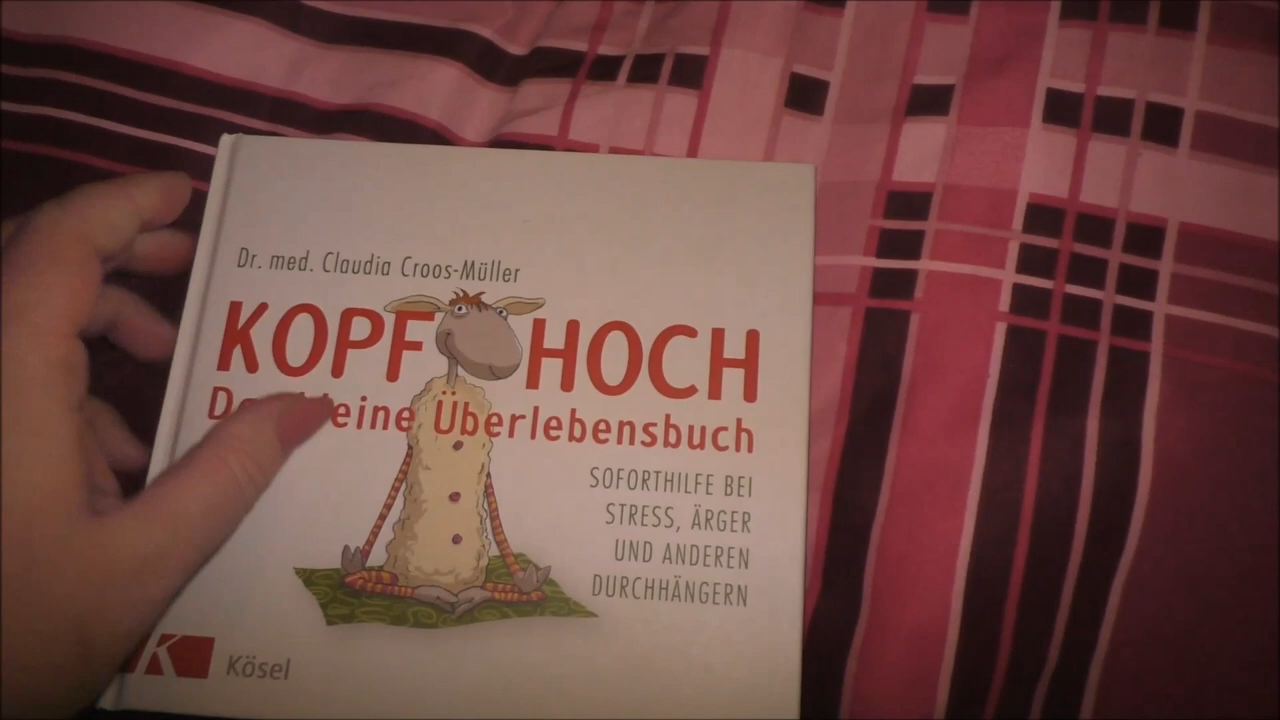 Dr. med. Claudia Croos-Müller
KOPF HOCH
Überlebensbuch
SOFORTHILFE BEI
STRESS, ÄRGER
UND ANDEREN
DURCHHÄNGERN
K Kösel